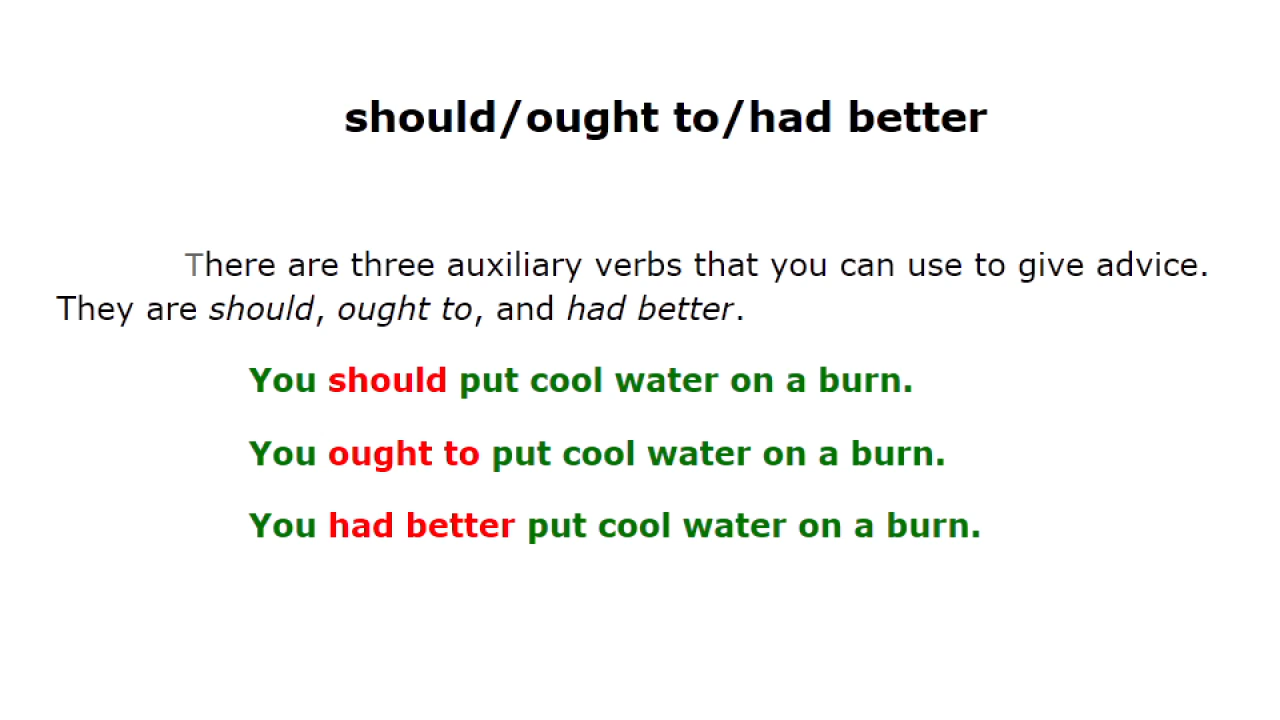 should/ought to/had better
There are three auxiliary verbs that you can use to give advice.
They are should, ought to, and had better.
You should put cool water on a burn.
You ought to put cool water on a burn.
You had better put cool water on a burn.